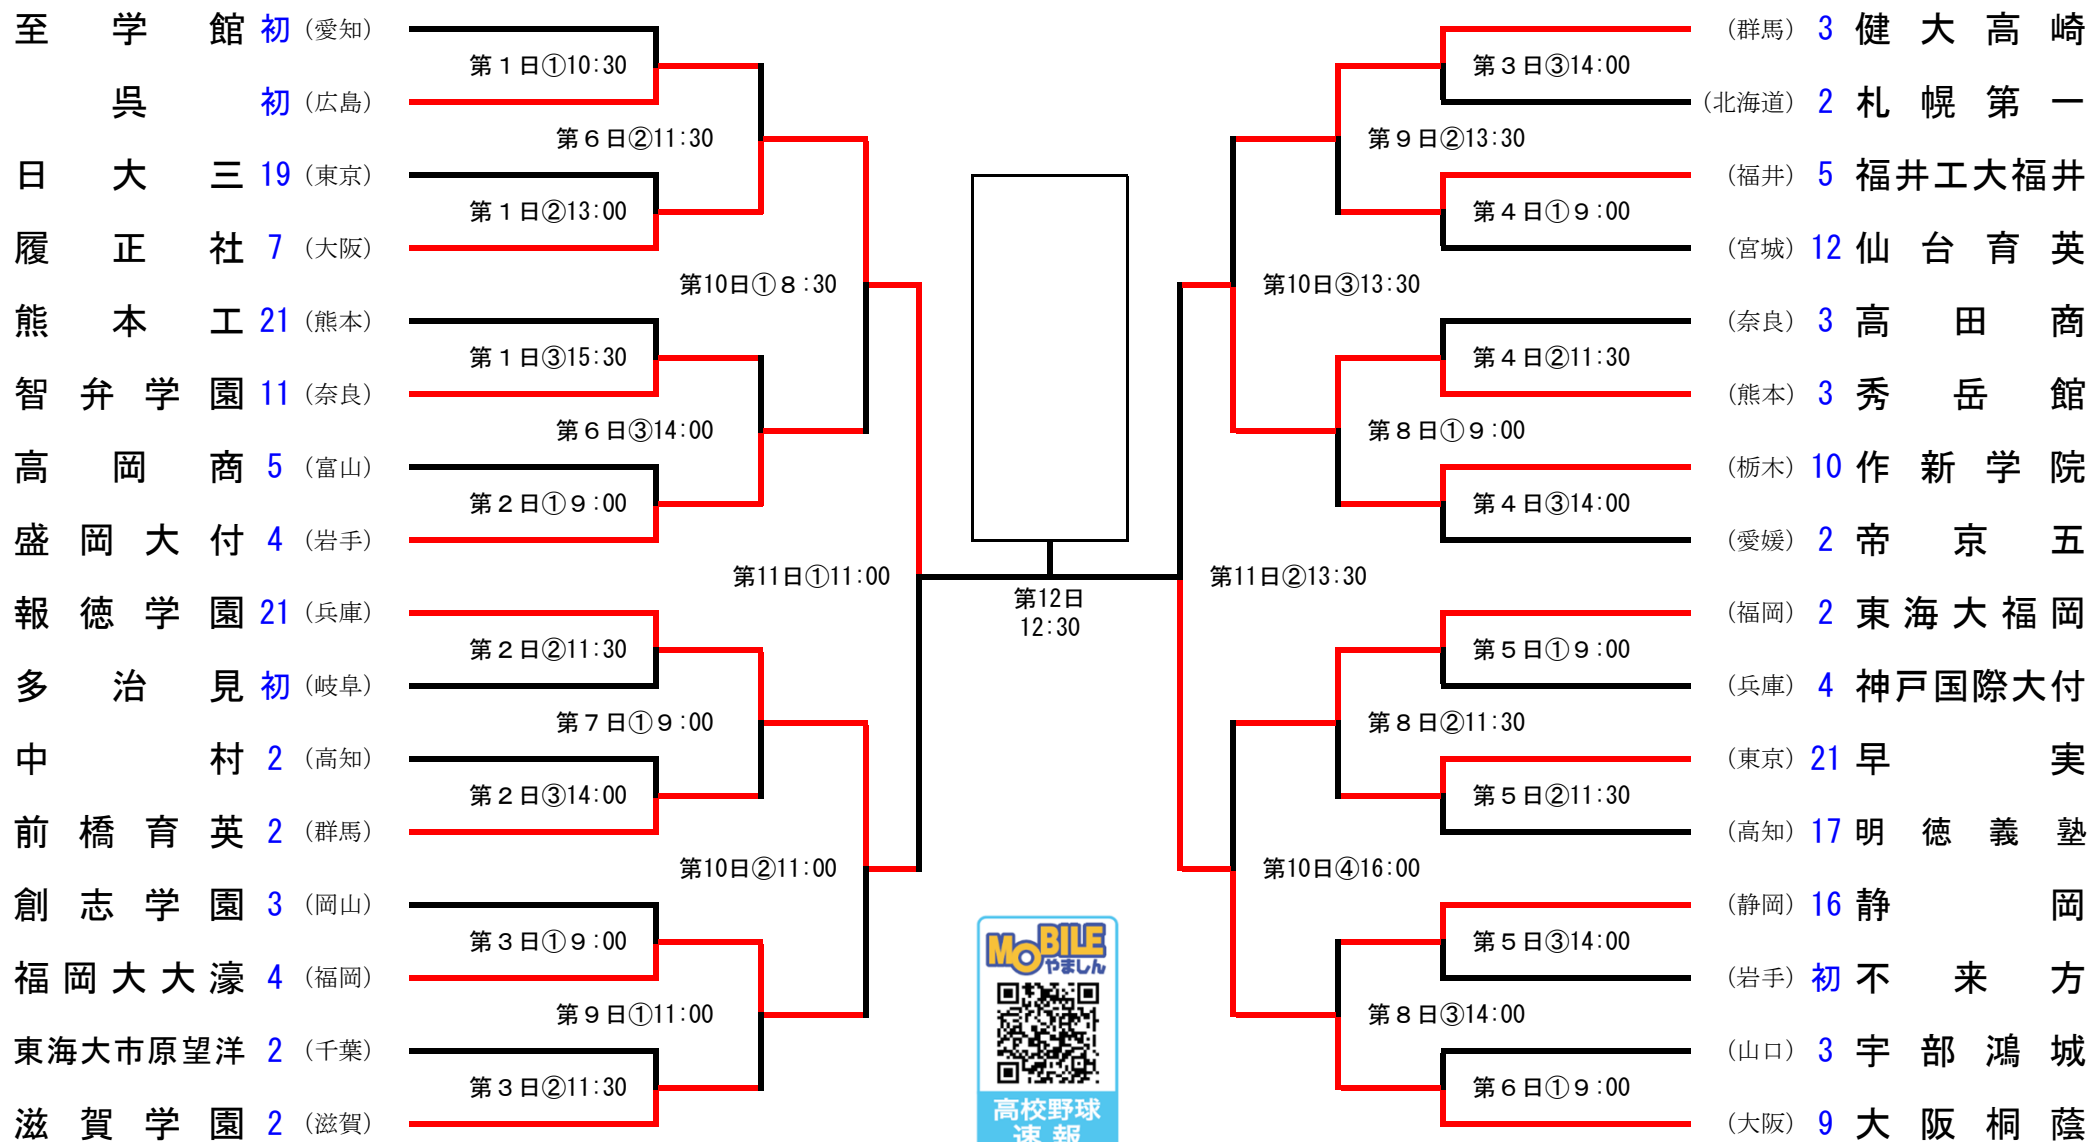 至学館 初 (愛知)
第1日①10:30
呉 初 (広島)
第6日②11:30
日大三 19 (東京)
第1日②13:00
履正社 7 (大阪)
第10日①8:30
熊本工 21 (熊本)
第1日③15:30
智弁学園 11 (奈良)
第6日③14:00
高岡商 5 (富山)
第2日①9:00
盛岡大付 4 (岩手)
第11日①11:00
報徳学園 21 (兵庫)
第2日②11:30
多治見 初 (岐阜)
第7日①9:00
中村 2 (高知)
第2日③14:00
前橋育英 2 (群馬)
第10日②11:00
創志学園 3 (岡山)
第3日①9:00
福岡大大濠 4 (福岡)
第9日①11:00
東海大市原望洋 2 (千葉)
第3日②11:30
滋賀学園 2 (滋賀)
第12日
12:30
MOBILE
やましん
高校野球
速報
(群馬) 3 健大高崎
第3日③14:00
(北海道) 2 札幌第一
第9日②13:30
(福井) 5 福井工大福井
第4日①9:00
(宮城) 12 仙台育英
第10日③13:30
(奈良) 3 高田商
第4日②11:30
(熊本) 3 秀岳館
第8日①9:00
(栃木) 10 作新学院
第4日③14:00
(愛媛) 2 帝京五
第11日②13:30
(福岡) 2 東海大福岡
第5日①9:00
(兵庫) 4 神戸国際大付
第8日②11:30
(東京) 21 早実
第5日②11:30
(高知) 17 明徳義塾
第10日④16:00
(静岡) 16 静岡
第5日③14:00
(岩手) 初 不来方
第8日③14:00
(山口) 3 宇部鴻城
第6日①9:00
(大阪) 9 大阪桐蔭